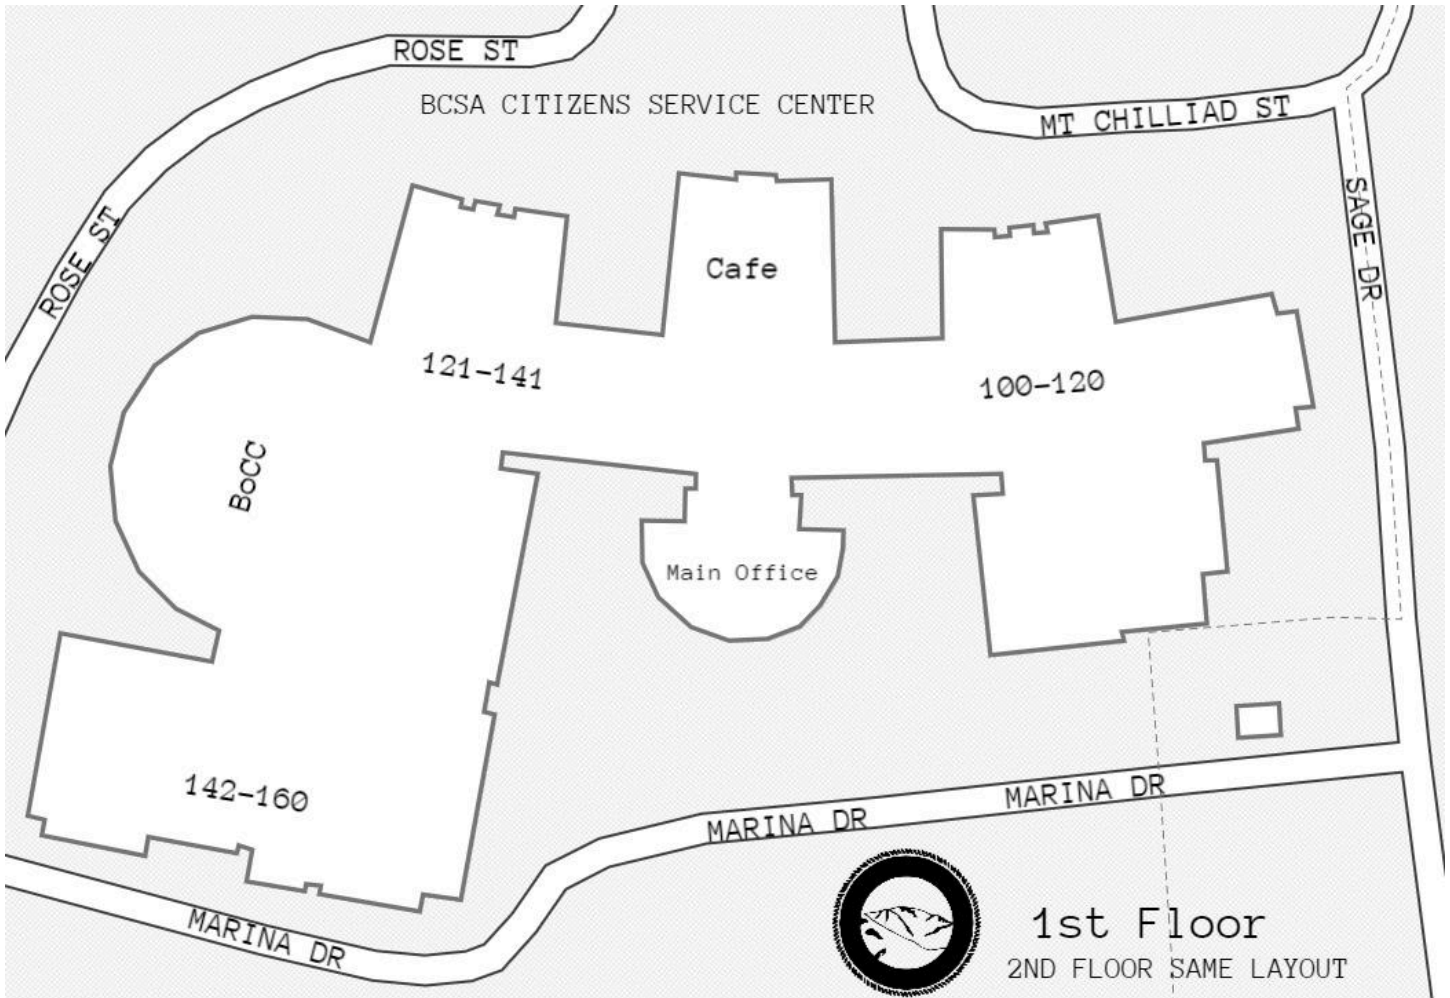 ROSE ST
BCSA CITIZENS SERVICE CENTER
MT CHILLIAD ST
ROSE ST
SAGE DR
Cafe
121-141
100-120
BoCC
Main Office
142-160
MARINA DR
MARINA DR
MARINA DR
1st Floor
2ND FLOOR SAME LAYOUT